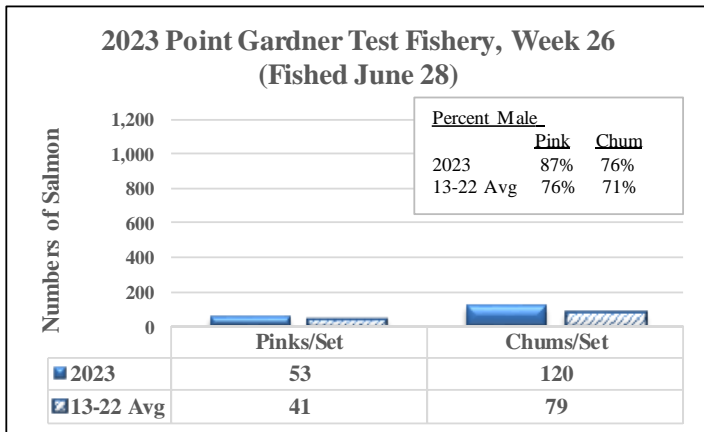 2023 Point Gardner Test Fishery, Week 26
(Fished June 28)
Numbers of Salmon
1,200
1,000
800
600
400
200
0
Percent Male
Pink Chum
2023 87% 76%
13-22 Avg 76% 71%
Pinks/Set Chums/Set
2023 53 120
13-22 Avg 41 79